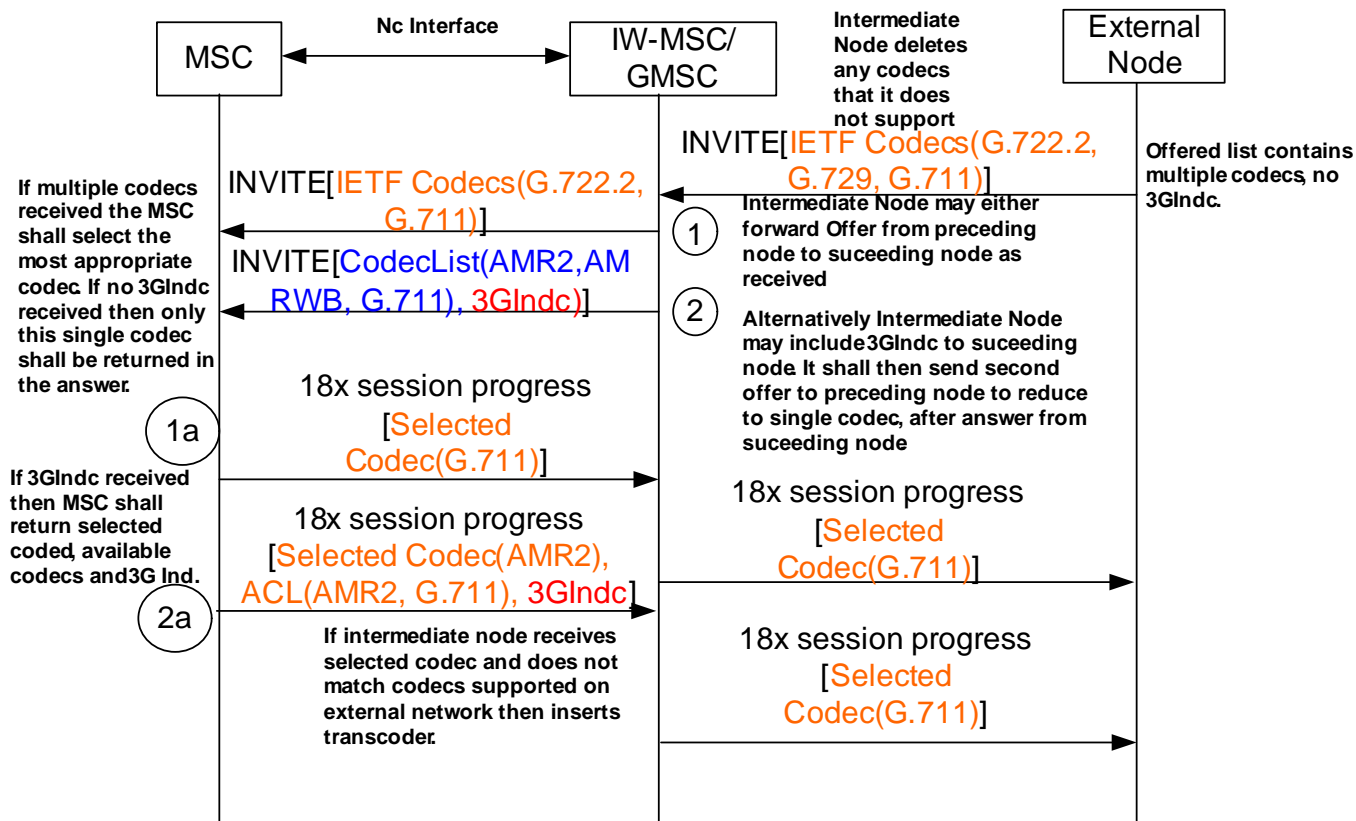 MSC
Nc Interface
IW-MSC/
GMSC
Intermediate
Node deletes
any codecs
that it does
not support
External
Node
INVITE[IETF Codecs(G.722.2,
G.729, G.711)]
Offered list contains
multiple codecs, no
3GIndc.
If multiple codecs
received the MSC
shall select the
most appropriate
codec. If no 3GIndc
received then only
this single codec
shall be returned in
the answer.
INVITE[IETF Codecs(G.722.2,
G.711)]
1
Intermediate Node may either
forward Offer from preceding
node to suceeding node as
received
INVITE[CodecList(AMR2,AM
RWB, G.711), 3GIndc)]
2
Alternatively Intermediate Node
may include 3GIndc to suceeding
node. It shall then send second
offer to preceding node to reduce
to single codec, after answer from
suceeding node
1a
18x session progress
[Selected
Codec(G.711)]
If 3GIndc received
then MSC shall
return selected
coded, available
codecs and 3G Ind.
18x session progress
[Selected
Codec(G.711)]
2a
18x session progress
[Selected Codec(AMR2),
ACL(AMR2, G.711), 3GIndc]
If intermediate node receives
selected codec and does not
match codecs supported on
external network then inserts
transcoder.
18x session progress
[Selected
Codec(G.711)]